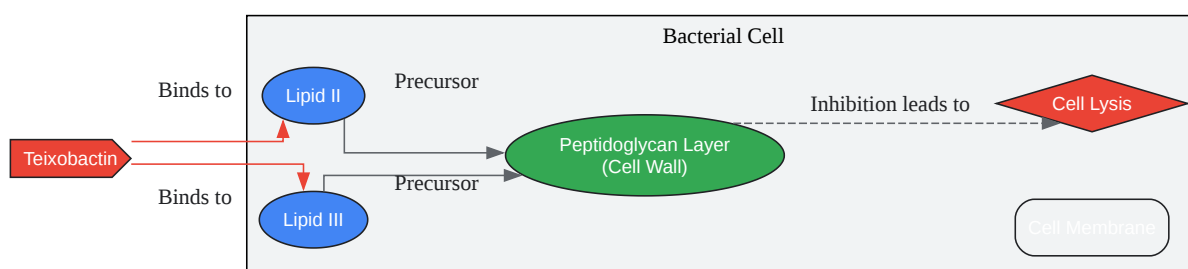 Bacterial Cell
Binds to
Lipid II
Precursor
Inhibition leads to
Cell Lysis
Teixobactin
Peptidoglycan Layer
(Cell Wall)
Binds to
Lipid III
Precursor
Cell Membrane